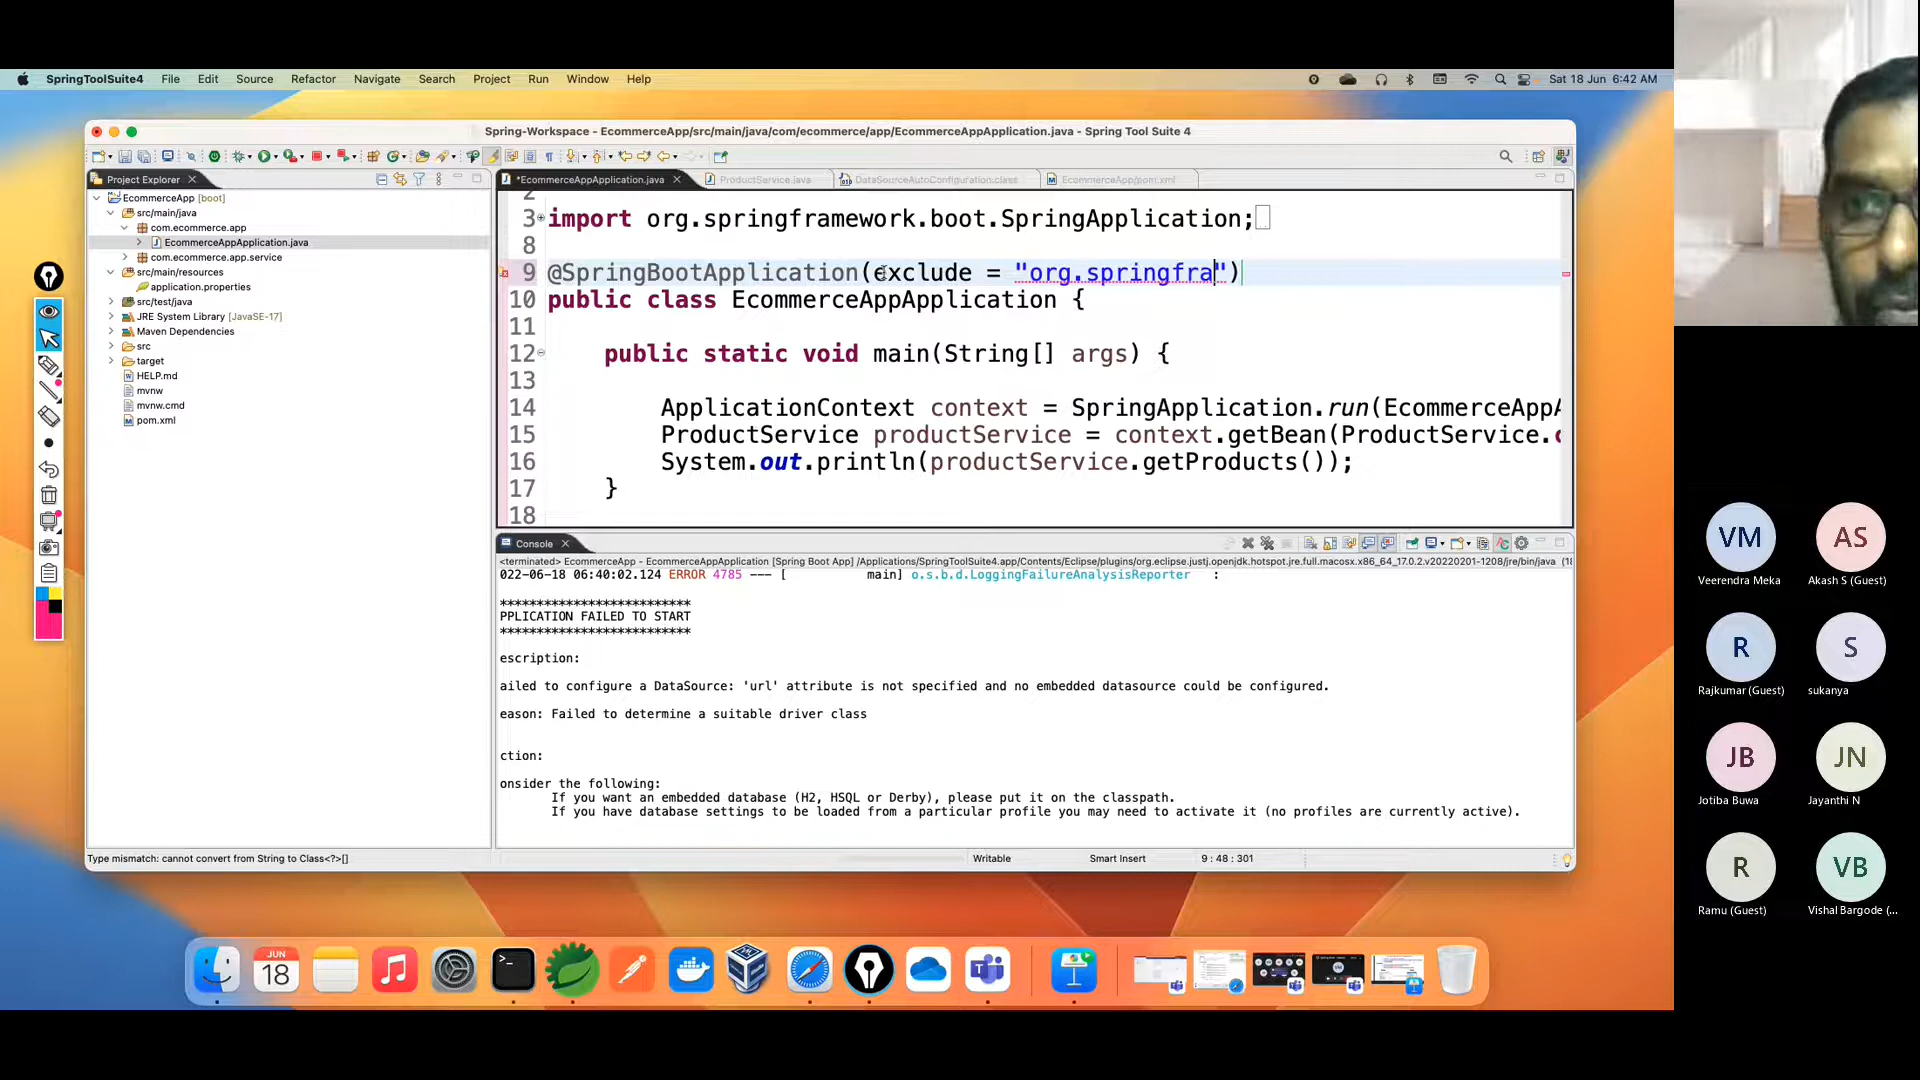 SpringToolSuite4 File Edit Source Refactor Navigate Search Project Run Window Help
Sat 18 Jun 6:42 AM
Spring-Workspace - EcommerceApp/src/main/java/com/ecommerce/app/EcommerceAppApplication.java - Spring Tool Suite 4
Project Explorer
EcommerceApp [boot]
src/main/java
com.ecommerce.app
EcommerceAppApplication.java
com.ecommerce.app.service
src/main/resources
application.properties
src/test/java
JRE System Library [JavaSE-17]
Maven Dependencies
src
target
HELP.md
mvnw
mvnw.cmd
pom.xml
*EcommerceAppApplication.java
ProductService.java
DataSourceAutoConfiguration.class
EcommerceApp/pom.xml
2
3 import org.springframework.boot.SpringApplication;
8
9 @SpringBootApplication(exclude = "org.springfra")
10 public class EcommerceAppApplication {
11
12 public static void main(String[] args) {
13
14 ApplicationContext context = SpringApplication.run(EcommerceAppA
15 ProductService productService = context.getBean(ProductService.c
16 System.out.println(productService.getProducts());
17 }
18
Console
<terminated> EcommerceApp - EcommerceAppApplication [Spring Boot App] /Applications/SpringToolSuite4.app/Contents/Eclipse/plugins/org.eclipse.justj.openjdk.hotspot.jre.full.macosx.x86_64_17.0.2.v20220201-1208/jre/bin/java (18
022-06-18 06:40:02.124 ERROR 4785 --- [ main] o.s.b.d.LoggingFailureAnalysisReporter :
***************************
PPLICATION FAILED TO START
***************************
escription:
ailed to configure a DataSource: 'url' attribute is not specified and no embedded datasource could be configured.
eason: Failed to determine a suitable driver class
ction:
onsider the following:
If you want an embedded database (H2, HSQL or Derby), please put it on the classpath.
If you have database settings to be loaded from a particular profile you may need to activate it (no profiles are currently active).
Type mismatch: cannot convert from String to Class<?>[]
Writable
Smart Insert
9 : 48 : 301
JUN
18
VM
Veerendra Meka
AS
Akash S (Guest)
R
Rajkumar (Guest)
S
sukanya
JB
Jotiba Buwa
JN
Jayanthi N
R
Ramu (Guest)
VB
Vishal Bargode (...